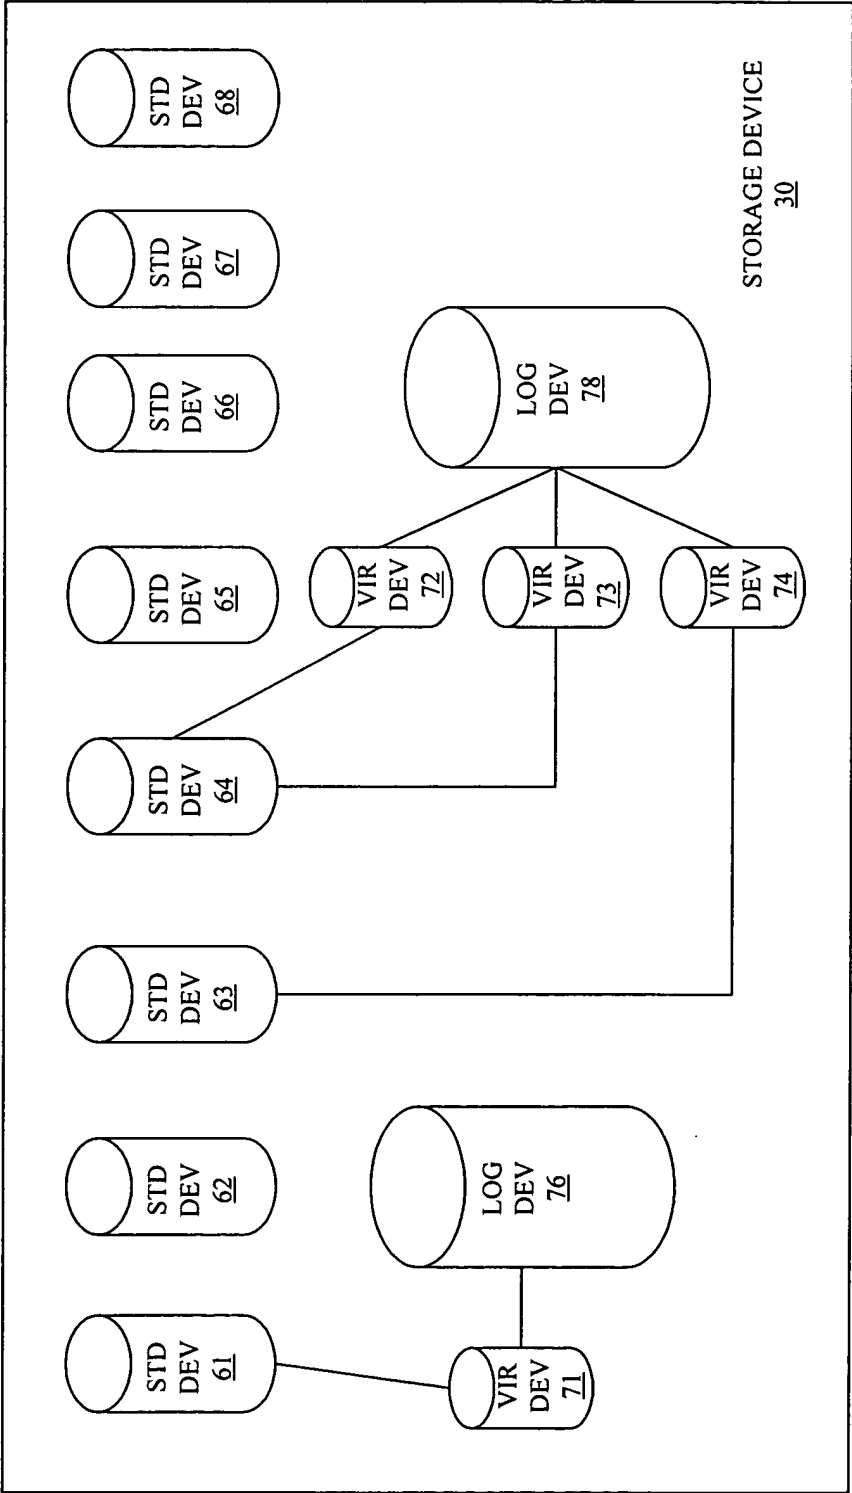 STD
DEV
61
STD
DEV
62
STD
DEV
63
STD
DEV
64
STD
DEV
65
STD
DEV
66
STD
DEV
67
STD
DEV
68
VIR
DEV
71
LOG
DEV
76
VIR
DEV
72
VIR
DEV
73
VIR
DEV
74
LOG
DEV
78
STORAGE DEVICE
30